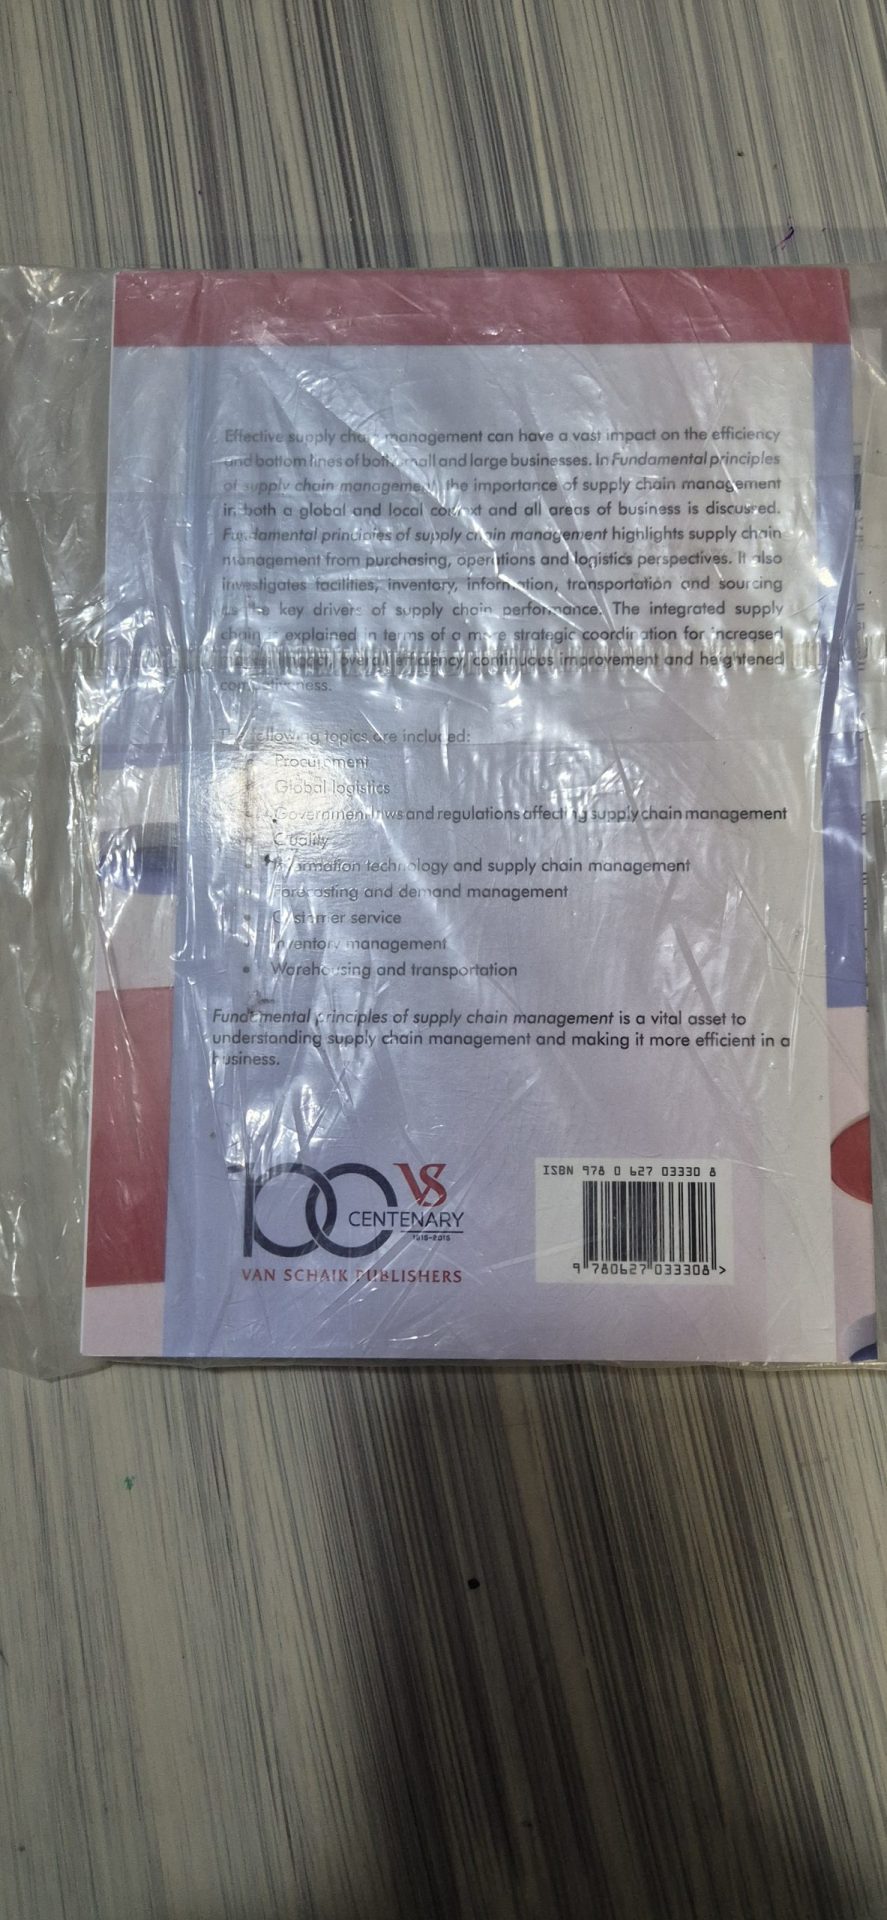 Effective supply chain management can have a vast impact on the efficiency
and bottom lines of both small and large businesses. In Fundamental principles
of supply chain management, the importance of supply chain management
in both a global and local context and all areas of business is discussed.
Fundamental principles of supply chain management highlights supply chain
management from purchasing, operations and logistics perspectives. It also
investigates facilities, inventory, information, transportation and sourcing
as the key drivers of supply chain performance. The integrated supply
chain is explained in terms of a more strategic coordination for increased
market impact, overall efficiency, continuous improvement and heightened
competitiveness.
The following topics are included:
• Procurement
• Global logistics
• Government laws and regulations affecting supply chain management
• Quality
• Information technology and supply chain management
• Forecasting and demand management
• Customer service
• Inventory management
• Warehousing and transportation
Fundamental principles of supply chain management is a vital asset to
understanding supply chain management and making it more efficient in a
business.
100 VS
CENTENARY
1915-2015
VAN SCHAIK PUBLISHERS
ISBN 978 0 627 03330 8
9 780627 033308 >